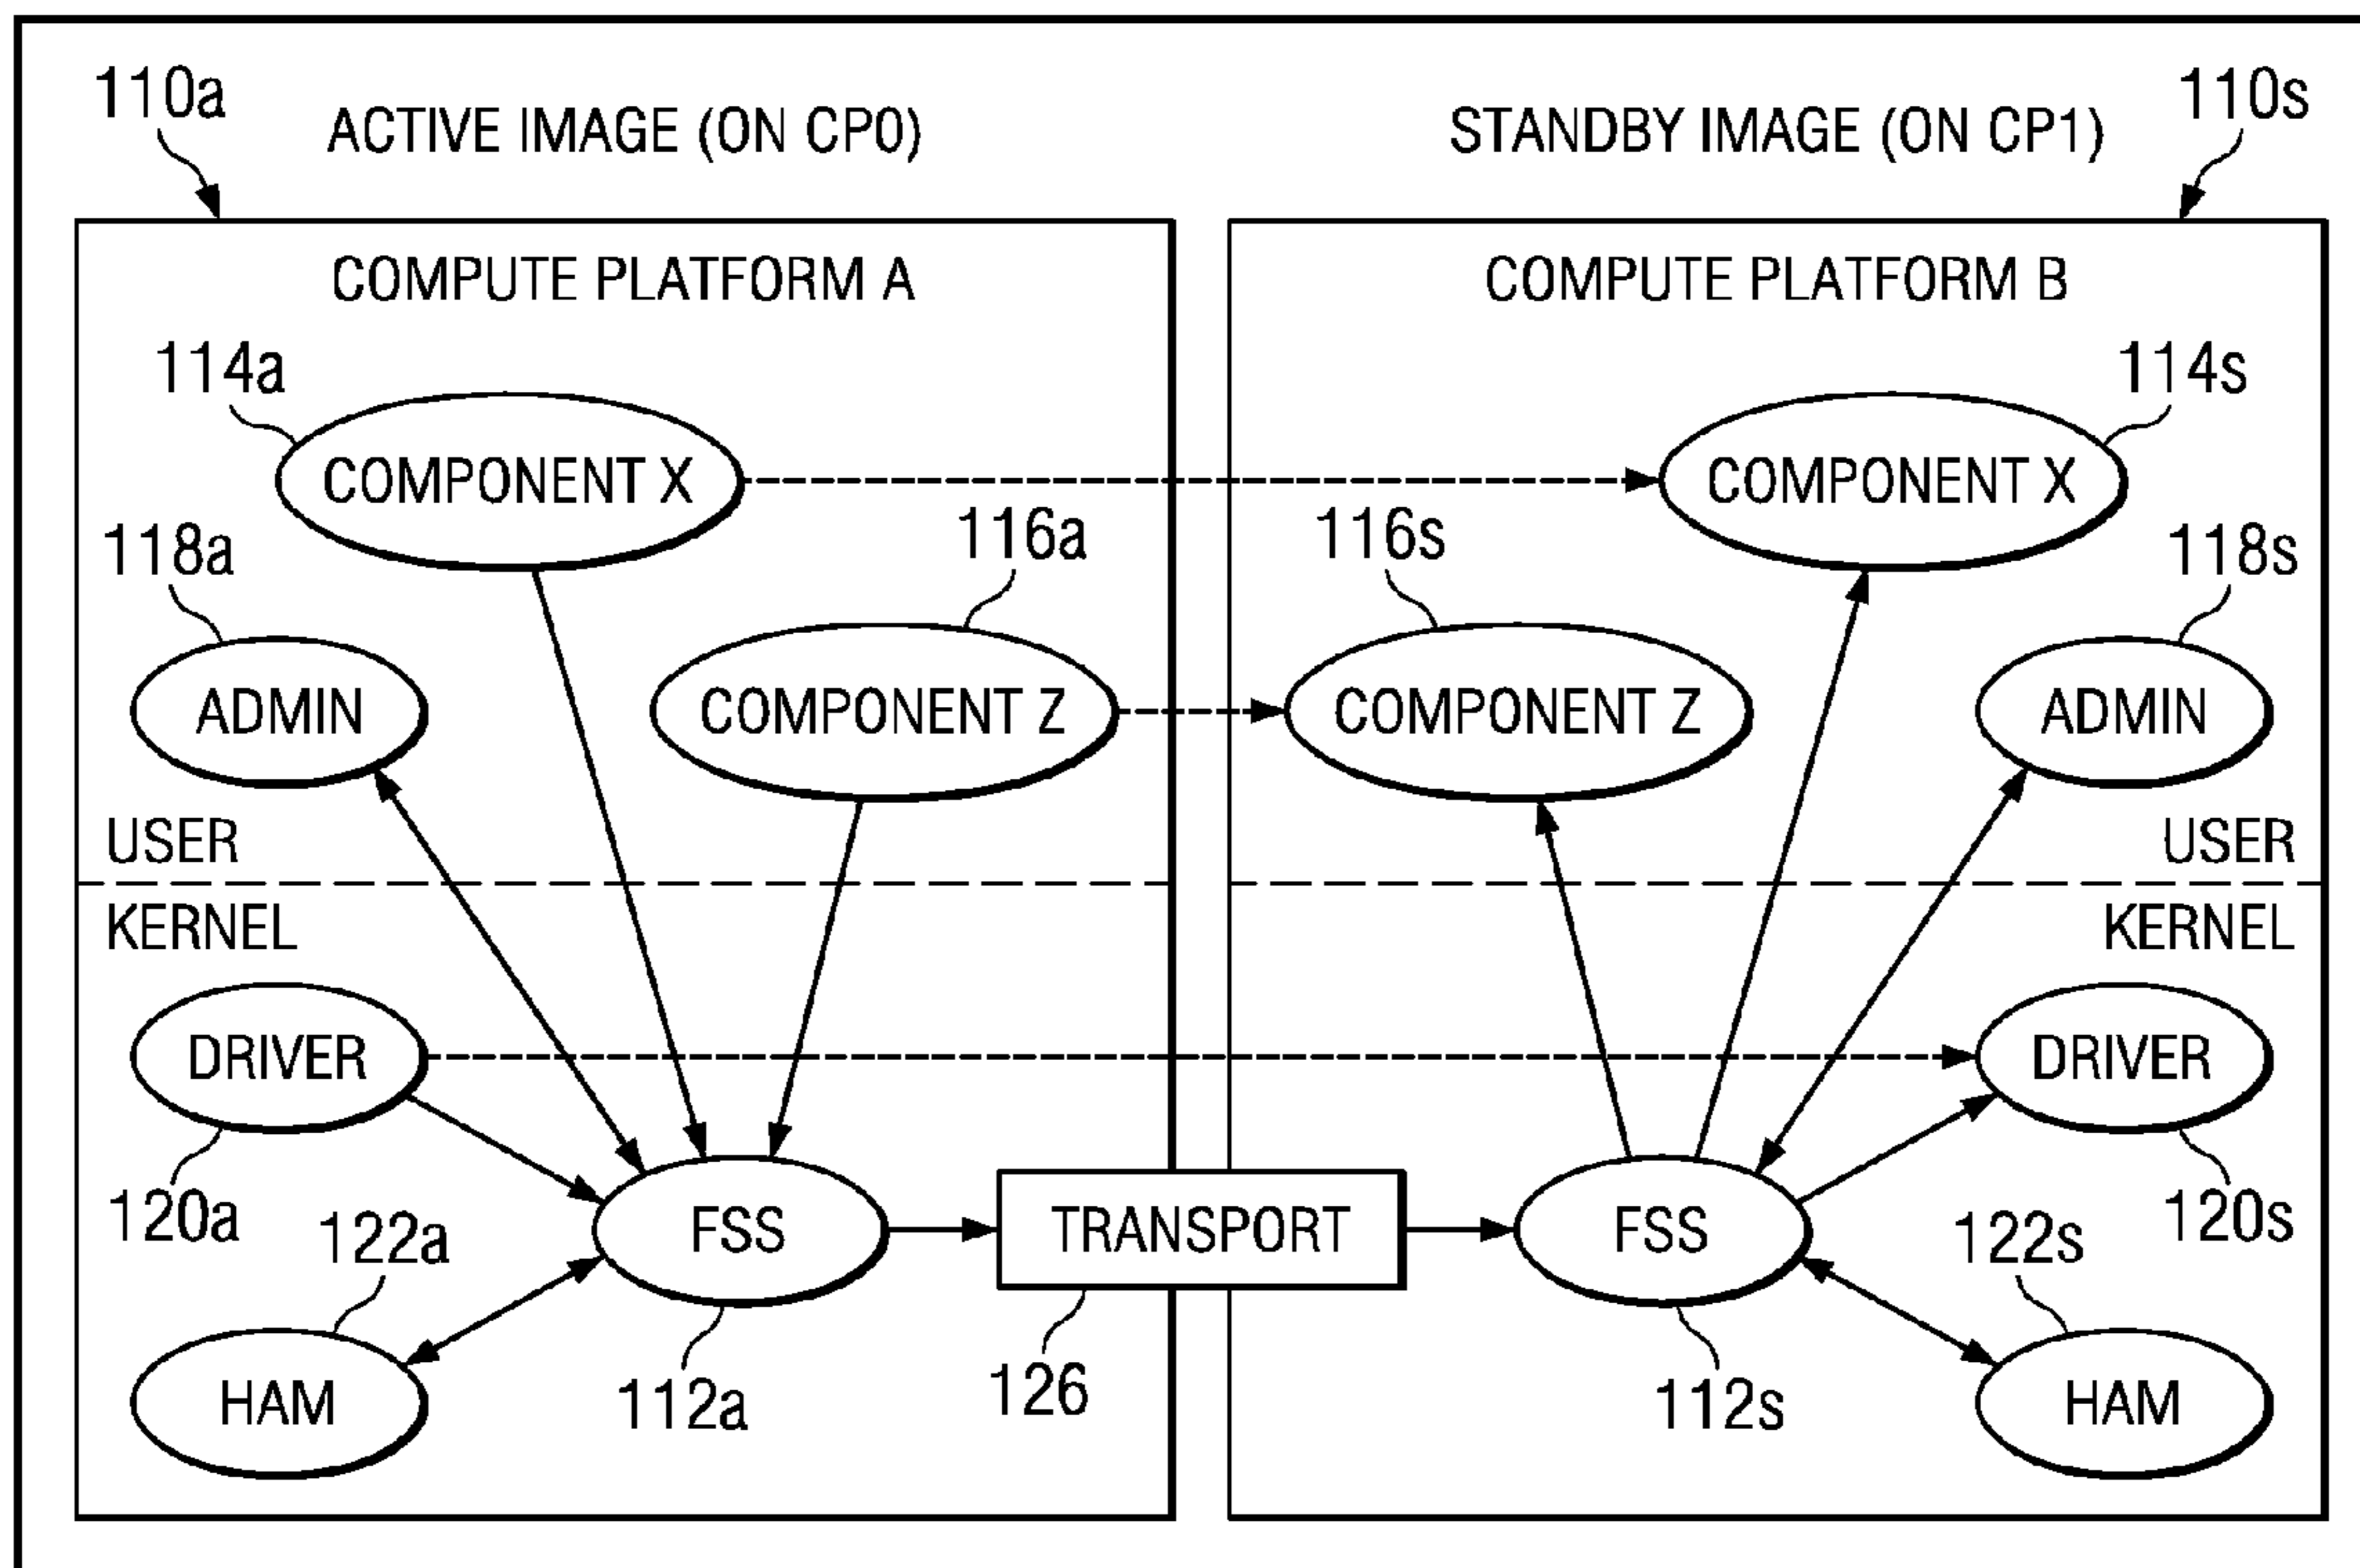 110a
ACTIVE IMAGE (ON CP0)
STANDBY IMAGE (ON CP1)
110s
COMPUTE PLATFORM A
COMPUTE PLATFORM B
114a
114s
COMPONENT X
COMPONENT X
118a
116a
116s
118s
ADMIN
COMPONENT Z
COMPONENT Z
ADMIN
USER
USER
KERNEL
KERNEL
DRIVER
DRIVER
120a
122a
FSS
TRANSPORT
FSS
122s
120s
HAM
112a
126
112s
HAM